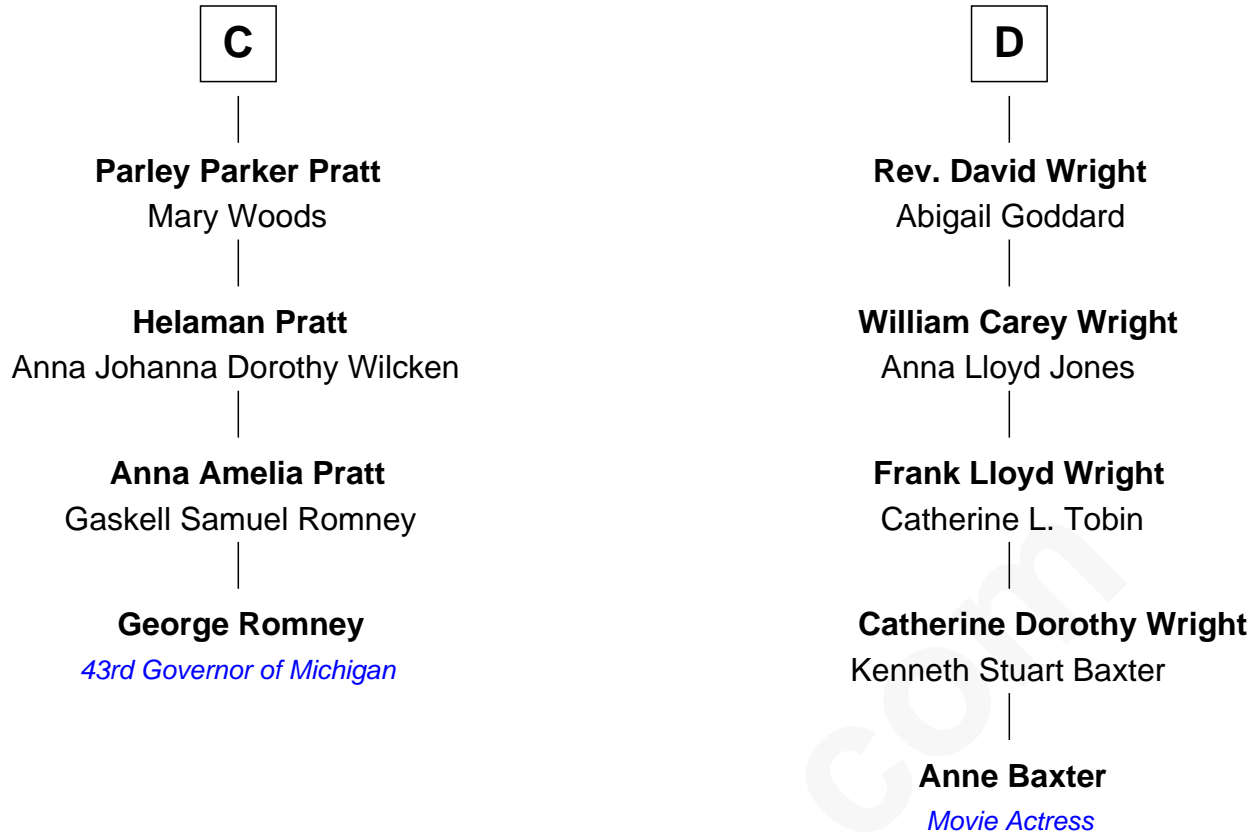 C
Parley Parker Pratt
Mary Woods
Helaman Pratt
Anna Johanna Dorothy Wilcken
Anna Amelia Pratt
Gaskell Samuel Romney
George Romney
43rd Governor of Michigan
D
Rev. David Wright
Abigail Goddard
William Carey Wright
Anna Lloyd Jones
Frank Lloyd Wright
Catherine L. Tobin
Catherine Dorothy Wright
Kenneth Stuart Baxter
Anne Baxter
Movie Actress
com